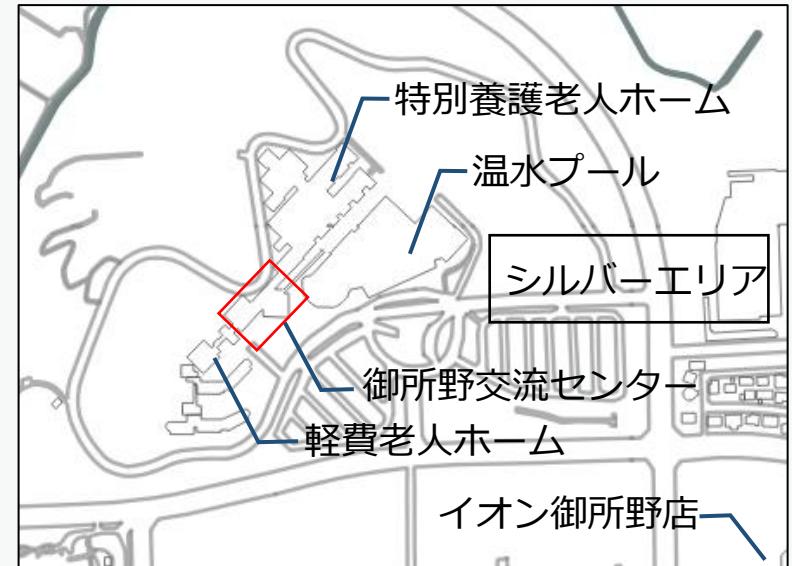 特別養護老人ホーム
温水プール
シルバーエリア
御所野交流センター
軽費老人ホーム
イオン御所野店